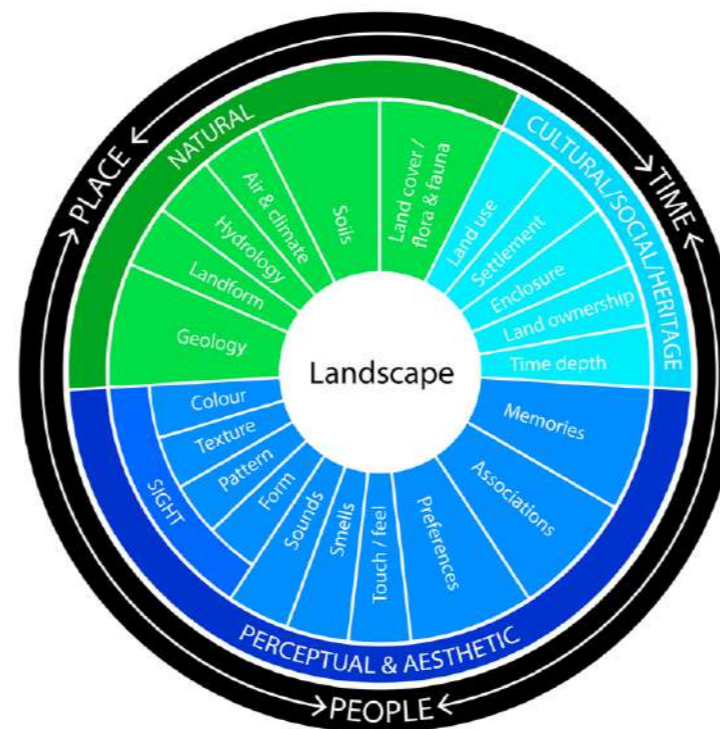 PLACE
TIME
PEOPLE
NATURAL
CULTURAL/SOCIAL/HERITAGE
PERCEPTUAL & AESTHETIC
Landscape
Geology
Landform
Hydrology
Air & climate
Soils
Land cover /
flora & fauna
Land use
Settlement
Enclosure
Land ownership
Time depth
Memories
Associations
Preferences
Touch / feel
Smells
Sounds
SIGHT
Form
Pattern
Texture
Colour